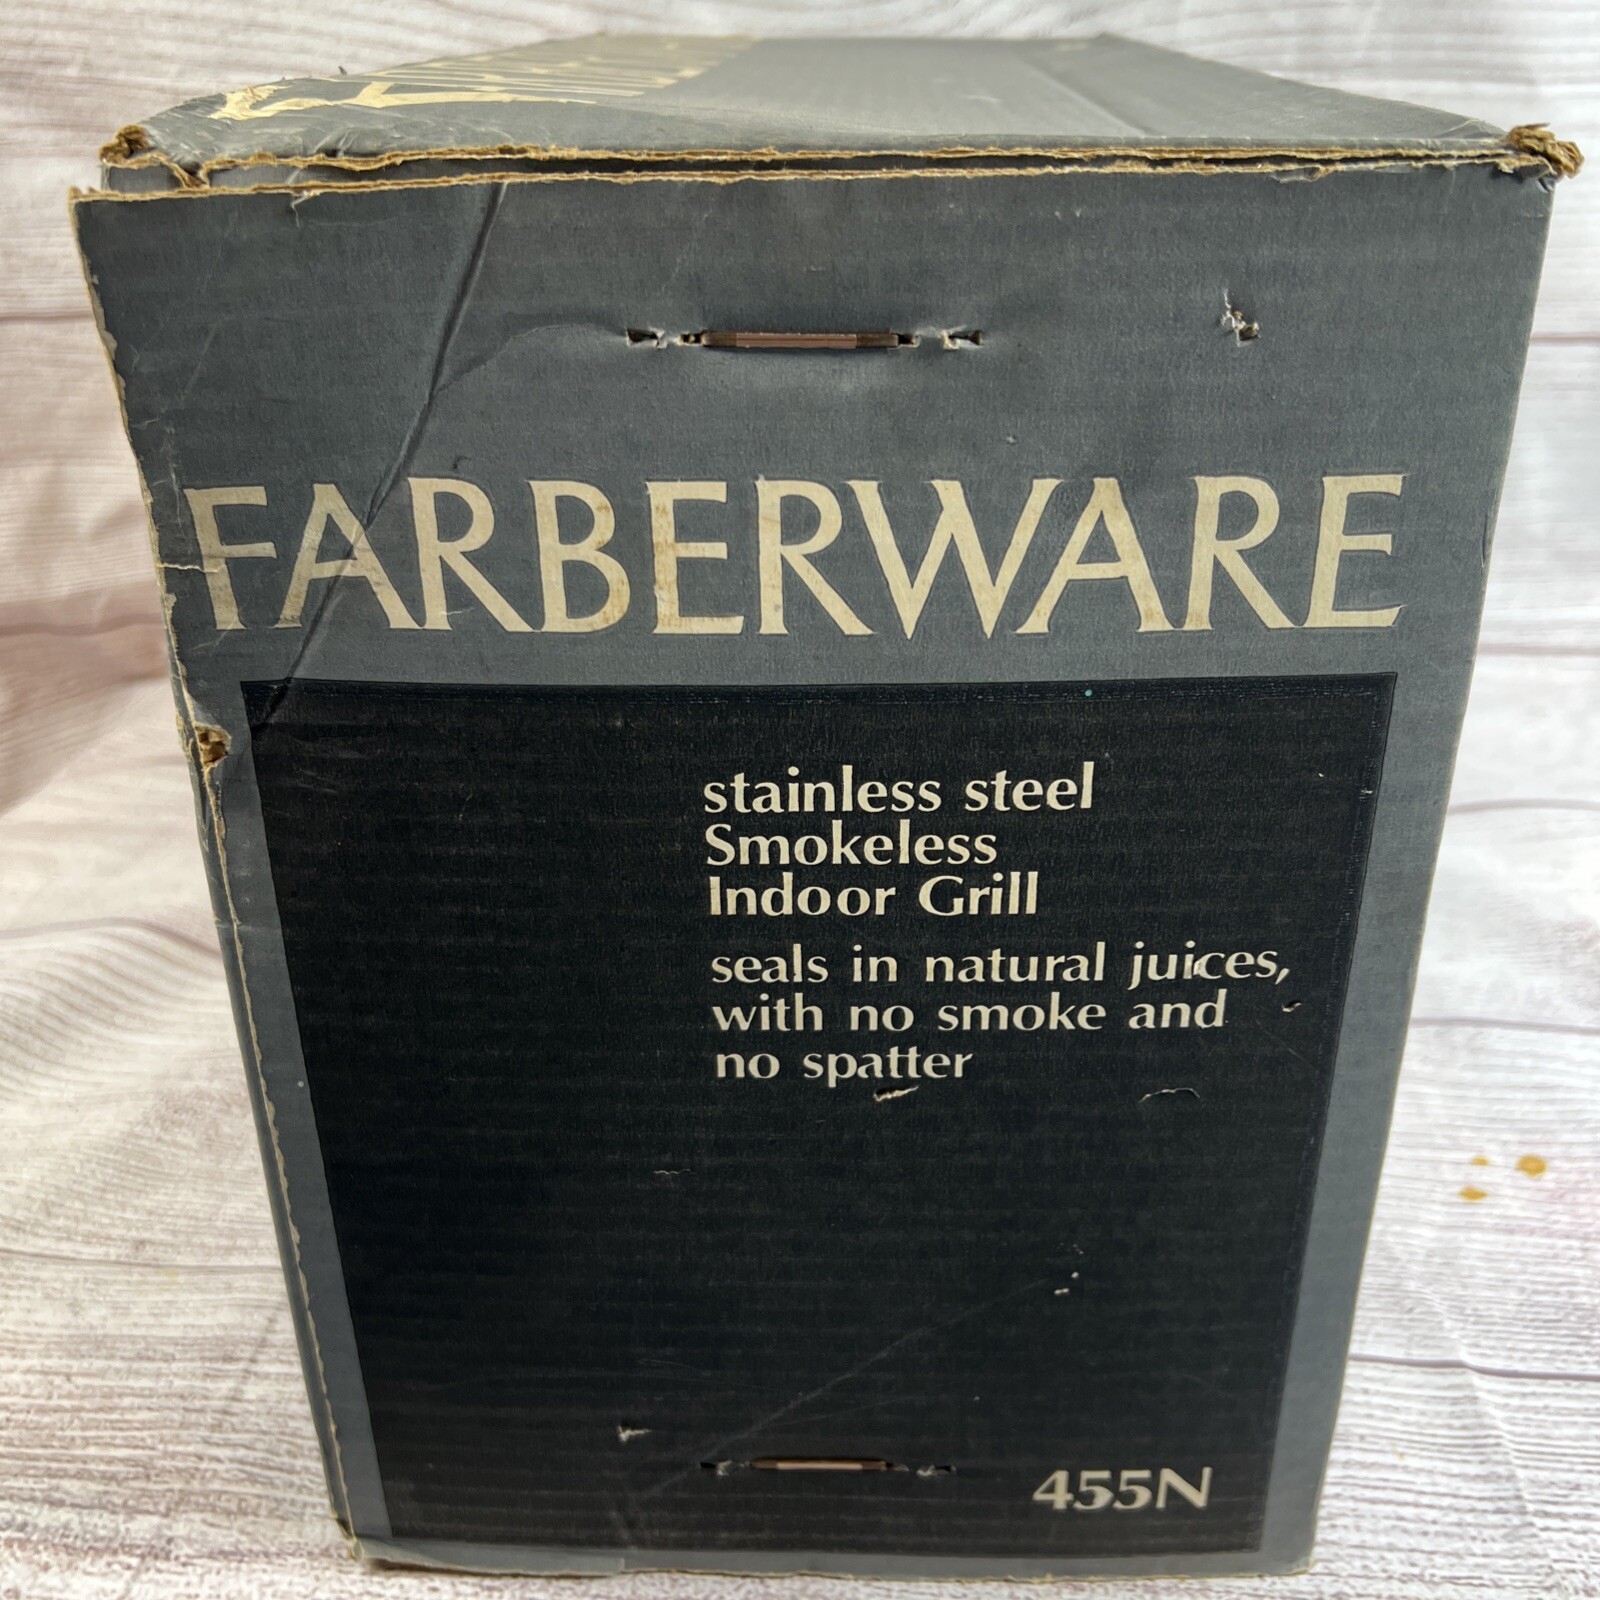 FARBERWARE
stainless steel
Smokeless
Indoor Grill
seals in natural juices,
with no smoke and
no spatter
455N